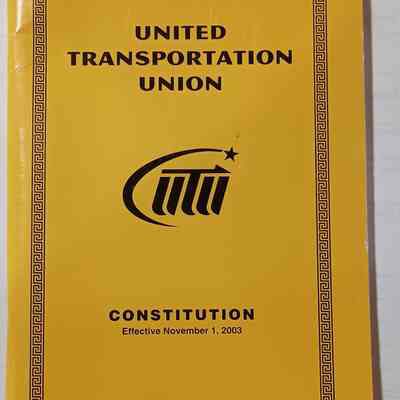 UNITED
TRANSPORTATION
UNION
utu
CONSTITUTION
Effective November 1, 2003